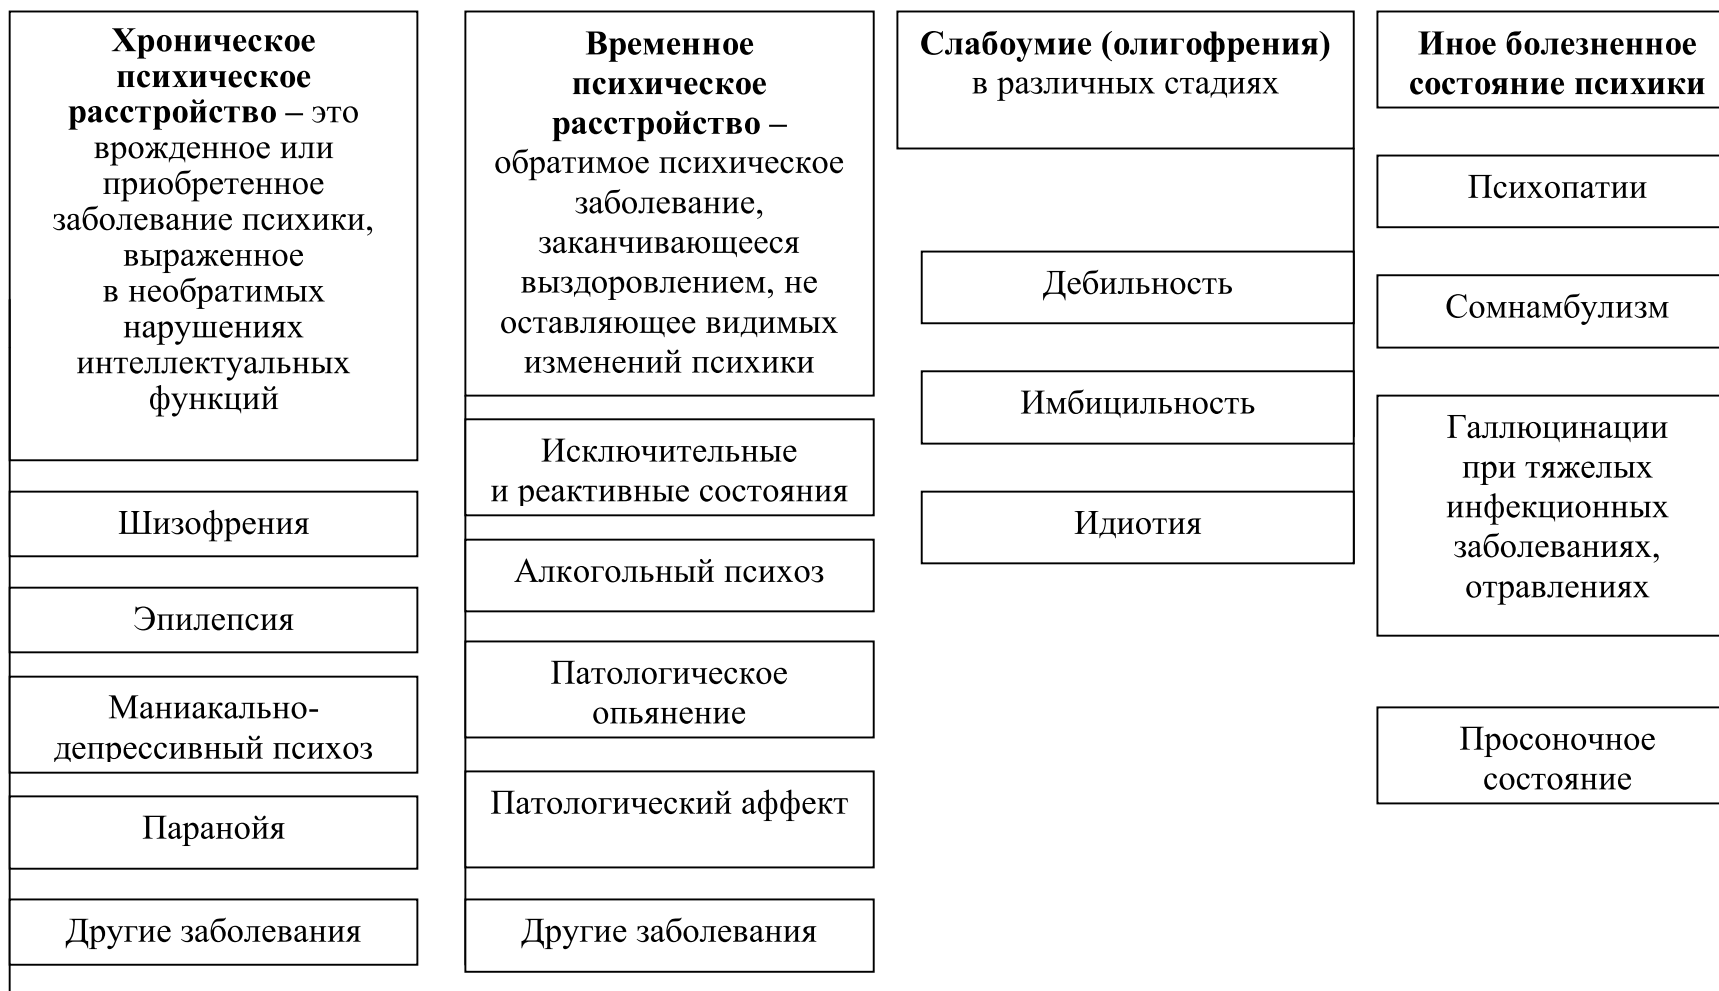 Хроническое
психическое
расстройство – это
врожденное или
приобретенное
заболевание психики,
выраженное
в необратимых
нарушениях
интеллектуальных
функций
Шизофрения
Эпилепсия
Маниакально-
депрессивный психоз
Паранойя
Другие заболевания
Временное
психическое
расстройство –
обратимое психическое
заболевание,
заканчивающееся
выздоровлением, не
оставляющее видимых
изменений психики
Исключительные
и реактивные состояния
Алкогольный психоз
Патологическое
опьянение
Патологический аффект
Другие заболевания
Слабоумие (олигофрения)
в различных стадиях
Дебильность
Имбицильность
Идиотия
Иное болезненное
состояние психики
Психопатии
Сомнамбулизм
Галлюцинации
при тяжелых
инфекционных
заболеваниях,
отравлениях
Просоночное
состояние